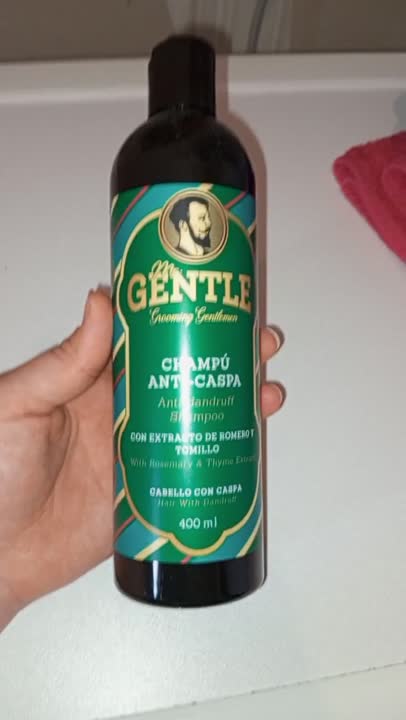 Mr.
GENTLE
Grooming Gentlemen
CHAMPÚ
ANTI-CASPA
Anti-dandruff
Shampoo
CON EXTRASTO DE ROMERO Y
TOMILLO
With Rosemary & Thyme Extract
CABELLO CON CASPA
Hair With Dandruff
400 ml